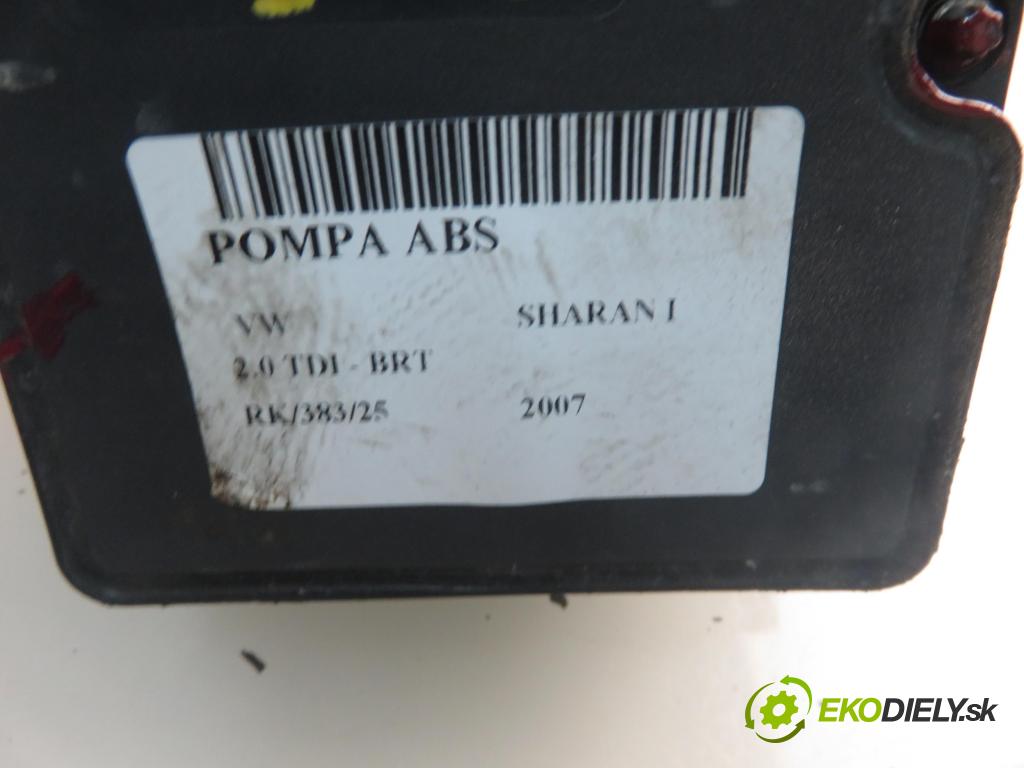 POMPA ABS
VW SHARAN I
2.0 TDI - BRT
RK/383/25 2007
EKODIELY.sk